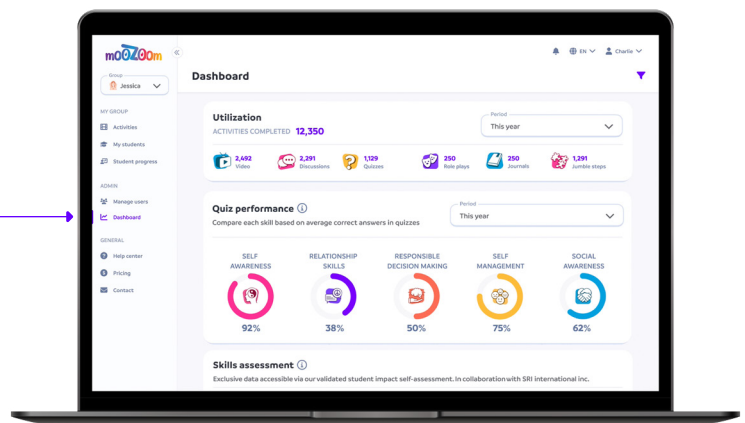 mooZoom
«
EN
Charlie
Group
Jessica
Dashboard
MY GROUP
Activities
My students
Student progress
ADMIN
Manage users
Dashboard
GENERAL
Help center
Pricing
Contact
Utilization
ACTIVITIES COMPLETED 12,350
Period
This year
2,492
Video
2,291
Discussions
1,129
Quizzes
250
Role plays
250
Journals
1,291
Jumble steps
Quiz performance
Compare each skill based on average correct answers in quizzes
Period
This year
SELF
AWARENESS
92%
RELATIONSHIP
SKILLS
38%
RESPONSIBLE
DECISION MAKING
50%
SELF
MANAGEMENT
75%
SOCIAL
AWARENESS
62%
Skills assessment
Exclusive data accessible via our validated student impact self-assessment. In collaboration with SRI international inc.